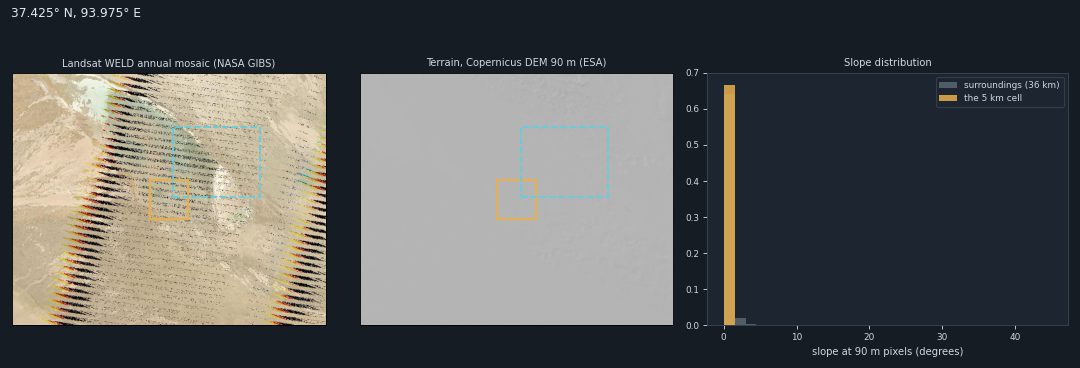 37.425° N, 93.975° E
Landsat WELD annual mosaic (NASA GIBS)
Terrain, Copernicus DEM 90 m (ESA)
Slope distribution
surroundings (36 km)
the 5 km cell
0.7
0.6
0.5
0.4
0.3
0.2
0.1
0.0
0 10 20 30 40
slope at 90 m pixels (degrees)